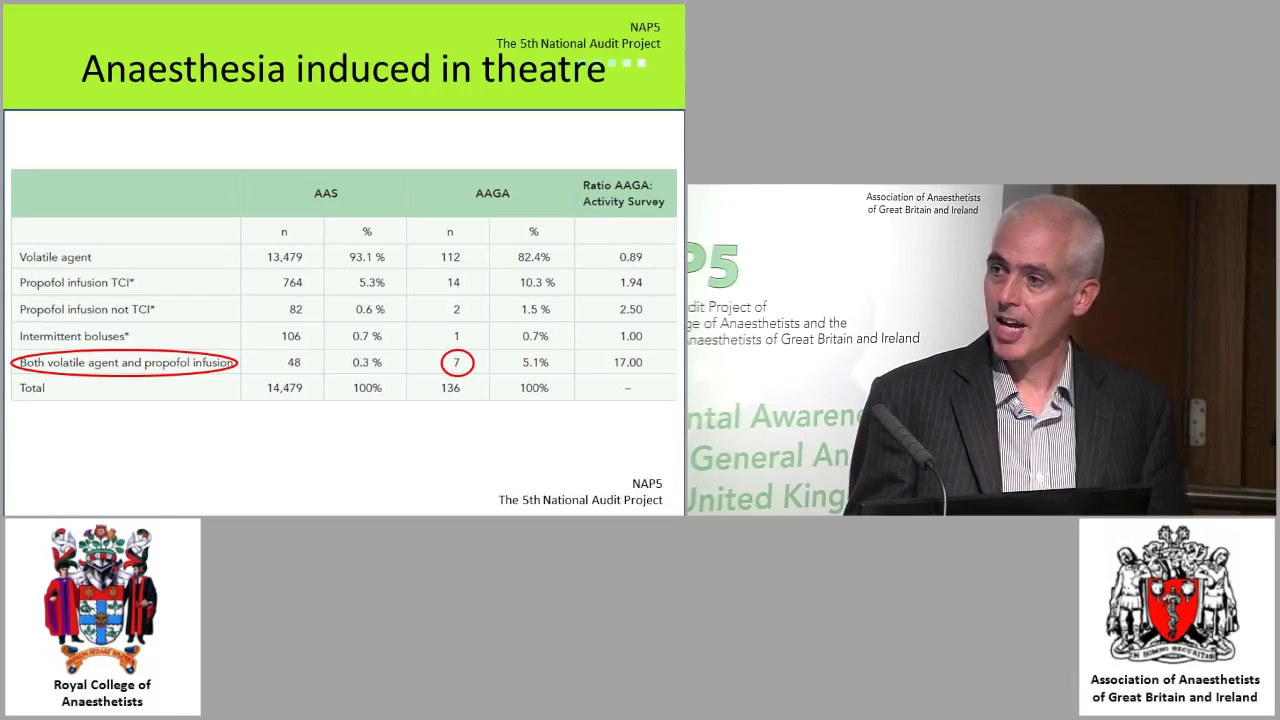 NAP5
The 5th National Audit Project
Anaesthesia induced in theatre
AAS AAGA Ratio AAGA: Activity Survey
n % n %
Volatile agent 13,479 93.1 % 112 82.4% 0.89
Propofol infusion TCI* 764 5.3% 14 10.3 % 1.94
Propofol infusion not TCI* 82 0.6 % 2 1.5 % 2.50
Intermittent boluses* 106 0.7 % 1 0.7% 1.00
Both volatile agent and propofol infusion 48 0.3 % 7 5.1% 17.00
Total 14,479 100% 136 100% –
NAP5
The 5th National Audit Project
Association of Anaesthetists
of Great Britain and Ireland
P5
dit Project of
ge of Anaesthetists and the
naesthetists of Great Britain and Ireland
ntal Awaren
General An
United King
Royal College of
Anaesthetists
Association of Anaesthetists
of Great Britain and Ireland